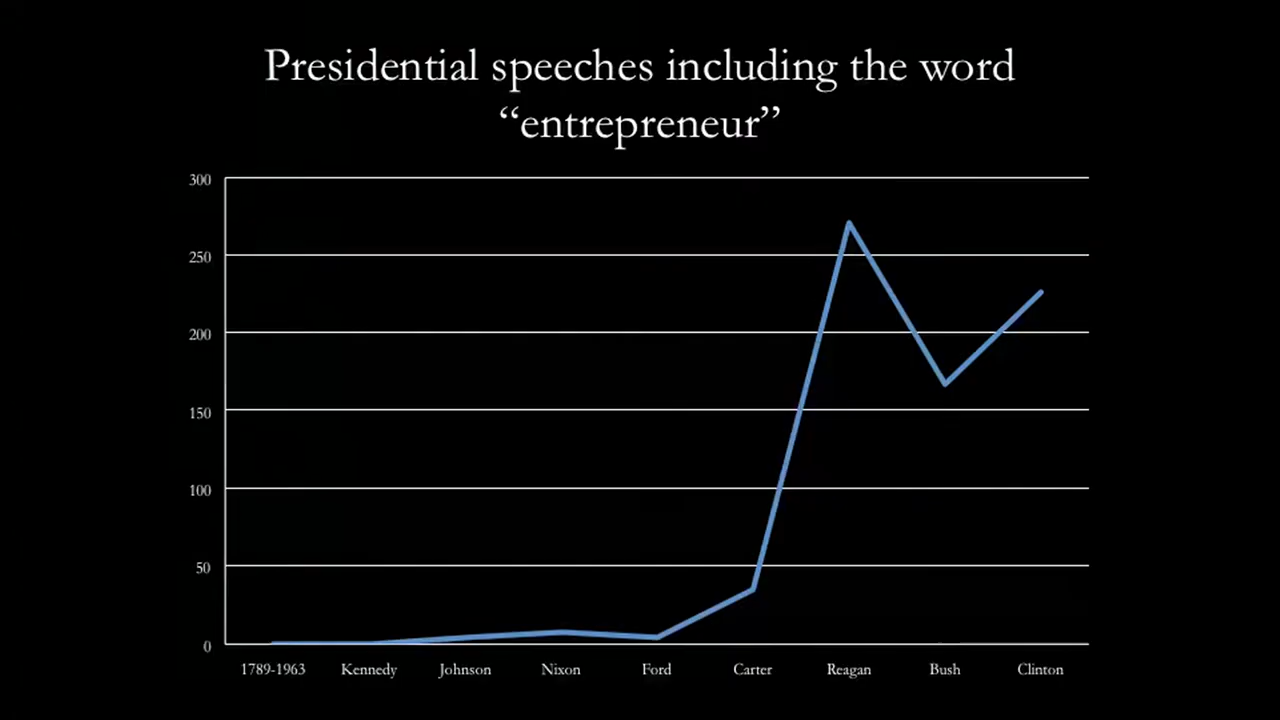 Presidential speeches including the word
“entrepreneur”
300
250
200
150
100
50
0
1789-1963 Kennedy Johnson Nixon Ford Carter Reagan Bush Clinton